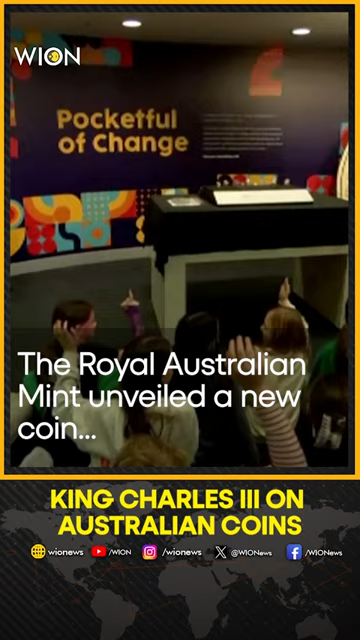 WION
Pocketful
of Change
The Royal Australian
Mint unveiled a new
coin...
KING CHARLES III ON
AUSTRALIAN COINS
wionews /WION /wionews @WIONews /WIONews